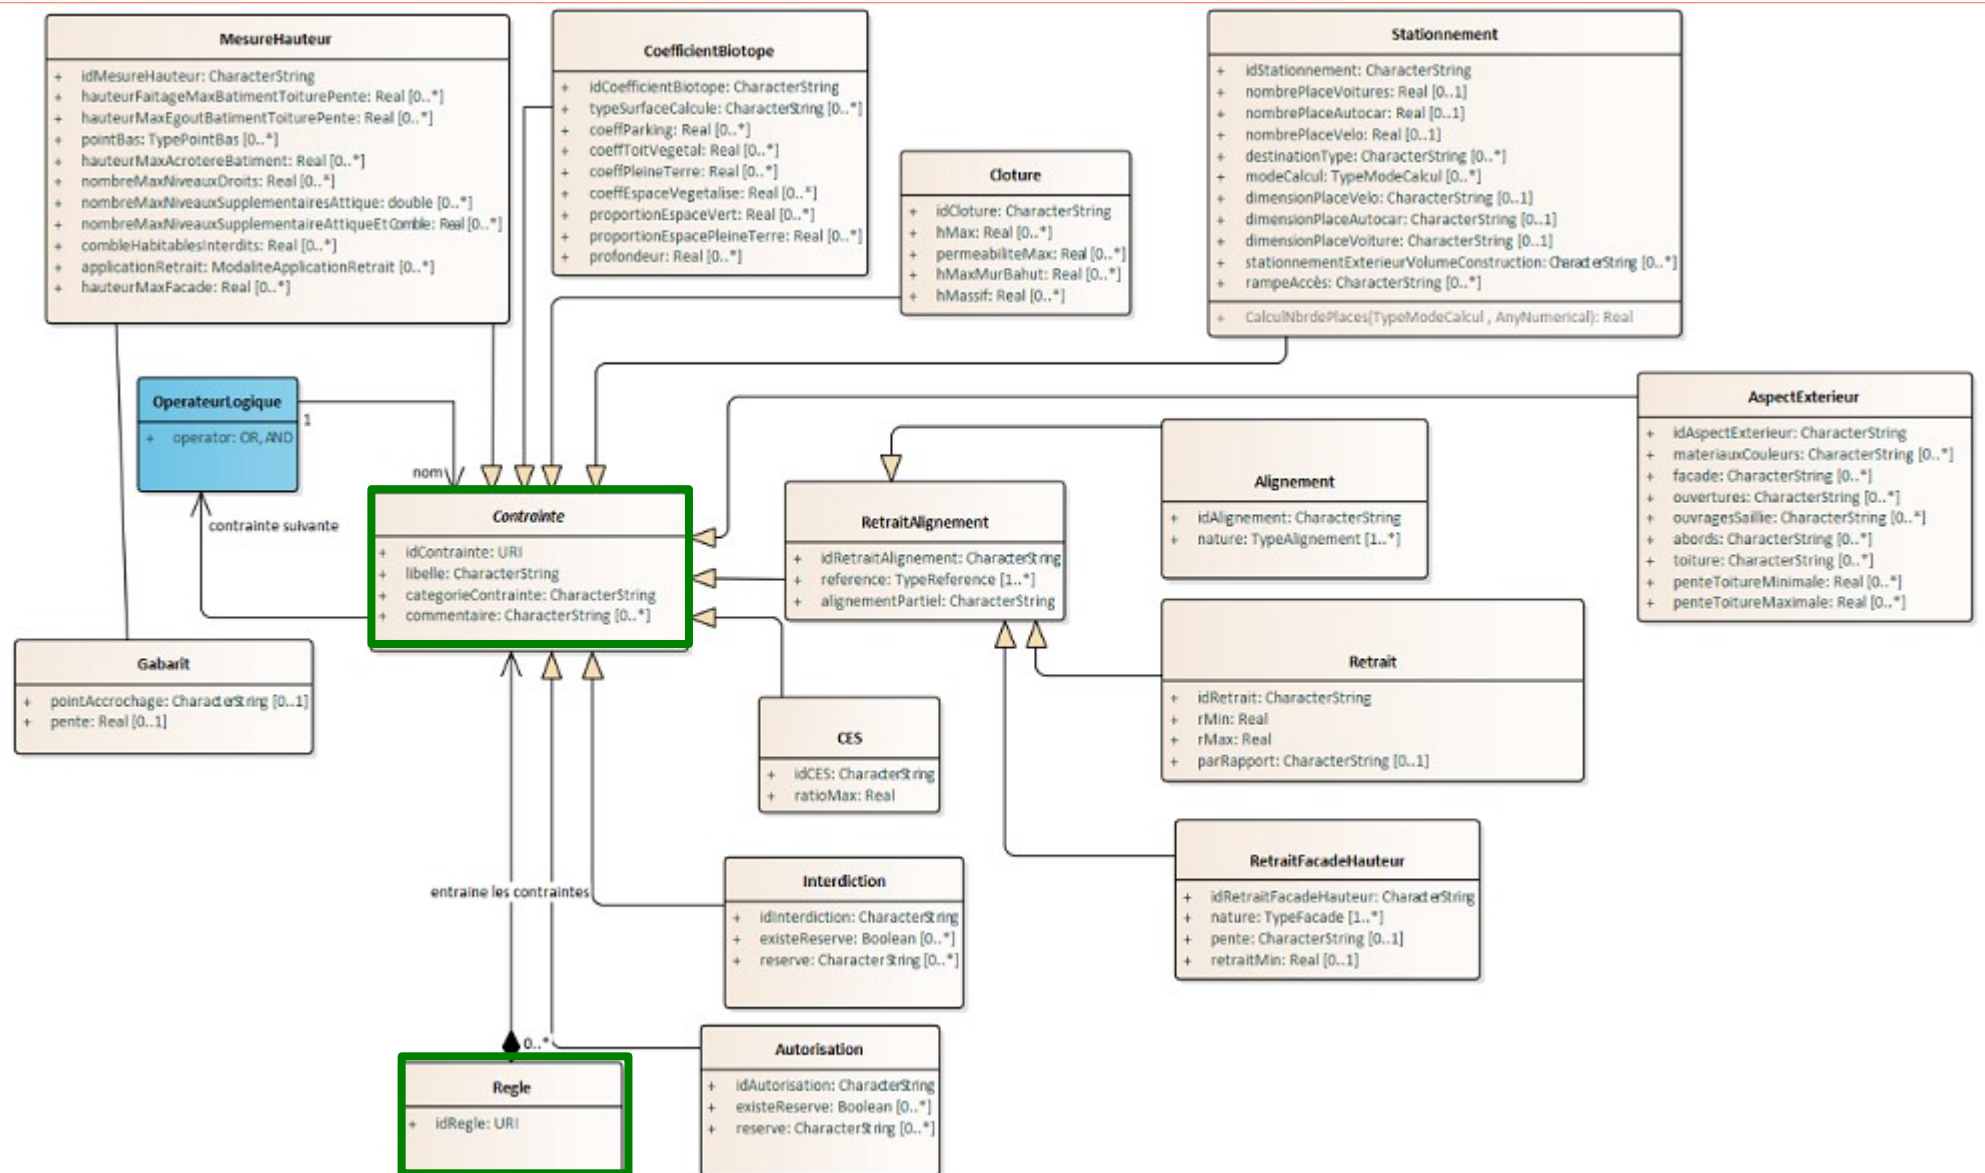 MesureHauteur
+ idMesureHauteur: CharacterString
+ hauteurFaitageMaxBatimentToiturePente: Real [0..*]
+ hauteurMaxEgoutBatimentToiturePente: Real [0..*]
+ pointBas: TypePointBas [0..*]
+ hauteurMaxAcrotereBatiment: Real [0..*]
+ nombreMaxNiveauxDroits: Real [0..*]
+ nombreMaxNiveauxSupplementairesAttique: double [0..*]
+ nombreMaxNiveauxSupplementaireAttiqueEtComble: Real [0..*]
+ combleHabitablesInterdits: Real [0..*]
+ applicationRetrait: ModaliteApplicationRetrait [0..*]
+ hauteurMaxFacade: Real [0..*]
CoefficientBiotope
+ idCoefficientBiotope: CharacterString
+ typeSurfaceCalcule: CharacterString [0..*]
+ coeffParking: Real [0..*]
+ coeffToitVegetal: Real [0..*]
+ coeffPleineTerre: Real [0..*]
+ coeffEspaceVegetalise: Real [0..*]
+ proportionEspaceVert: Real [0..*]
+ proportionEspacePleineTerre: Real [0..*]
+ profondeur: Real [0..*]
Cloture
+ idCloture: CharacterString
+ hMax: Real [0..*]
+ permeabiliteMax: Real [0..*]
+ hMaxMurBahut: Real [0..*]
+ hMassif: Real [0..*]
Stationnement
+ idStationnement: CharacterString
+ nombrePlaceVoitures: Real [0..1]
+ nombrePlaceAutocar: Real [0..1]
+ nombrePlaceVelo: Real [0..1]
+ destinationType: CharacterString [0..*]
+ modeCalcul: TypeModeCalcul [0..*]
+ dimensionPlaceVelo: CharacterString [0..1]
+ dimensionPlaceAutocar: CharacterString [0..1]
+ dimensionPlaceVoiture: CharacterString [0..1]
+ stationnementExterieurVolumeConstruction: CharacterString [0..*]
+ rampeAccès: CharacterString [0..*]
+ CalculNbrdePlaces(TypeModeCalcul , AnyNumerical): Real
OperateurLogique
+ operator: OR, AND
1
nom
contrainte suivante
AspectExterieur
+ idAspectExterieur: CharacterString
+ materiauxCouleurs: CharacterString [0..*]
+ facade: CharacterString [0..*]
+ ouvertures: CharacterString [0..*]
+ ouvragesSaillie: CharacterString [0..*]
+ abords: CharacterString [0..*]
+ toiture: CharacterString [0..*]
+ penteToitureMinimale: Real [0..*]
+ penteToitureMaximale: Real [0..*]
Contrainte
+ idContrainte: URI
+ libelle: CharacterString
+ categorieContrainte: CharacterString
+ commentaire: CharacterString [0..*]
RetraitAlignement
+ idRetraitAlignement: CharacterString
+ reference: TypeReference [1..*]
+ alignementPartiel: CharacterString
Alignement
+ idAlignement: CharacterString
+ nature: TypeAlignement [1..*]
Gabarit
+ pointAccrochage: CharacterString [0..1]
+ pente: Real [0..1]
Retrait
+ idRetrait: CharacterString
+ rMin: Real
+ rMax: Real
+ parRapport: CharacterString [0..1]
CES
+ idCES: CharacterString
+ ratioMax: Real
RetraitFacadeHauteur
+ idRetraitFacadeHauteur: CharacterString
+ nature: TypeFacade [1..*]
+ pente: CharacterString [0..1]
+ retraitMin: Real [0..1]
entraine les contraintes
Interdiction
+ idInterdiction: CharacterString
+ existeReserve: Boolean [0..*]
+ reserve: CharacterString [0..*]
0..*
Regle
+ idRegle: URI
Autorisation
+ idAutorisation: CharacterString
+ existeReserve: Boolean [0..*]
+ reserve: CharacterString [0..*]